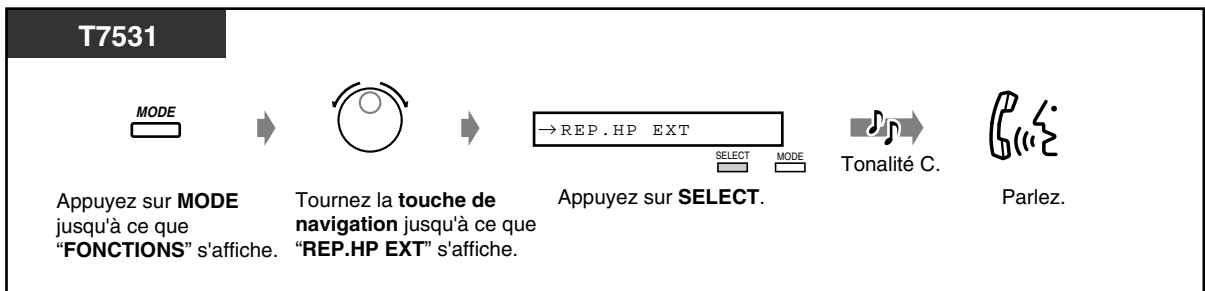 T7531
MODE
→REP.HP EXT
SELECT
MODE
Tonalité C.
Appuyez sur MODE
jusqu'à ce que
“FONCTIONS” s'affiche.
Tournez la touche de
navigation jusqu'à ce que
“REP.HP EXT” s'affiche.
Appuyez sur SELECT.
Parlez.